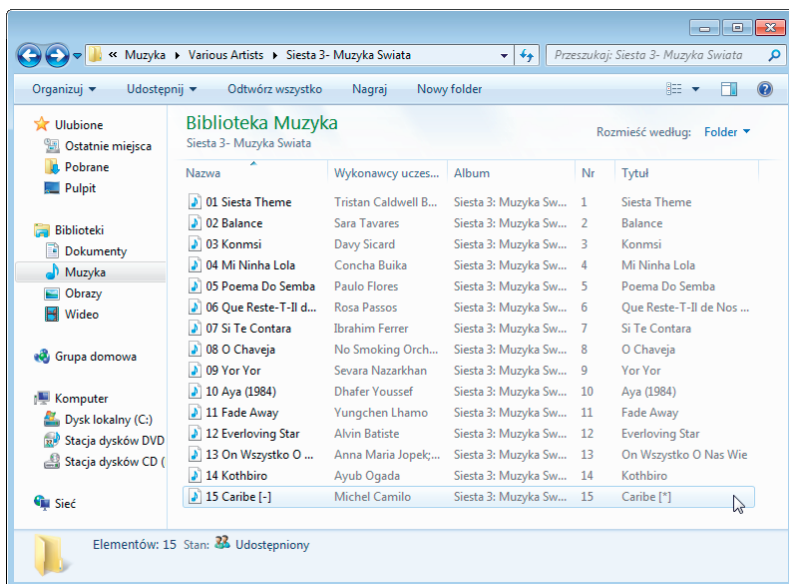 « Muzyka ▸ Various Artists ▸ Siesta 3- Muzyka Swiata Przeszukaj: Siesta 3- Muzyka Swiata
Organizuj Udostępnij Odtwórz wszystko Nagraj Nowy folder
Ulubione
Ostatnie miejsca
Pobrane
Pulpit
Biblioteki
Dokumenty
Muzyka
Obrazy
Wideo
Grupa domowa
Komputer
Dysk lokalny (C:)
Stacja dysków DVD
Stacja dysków CD (
Sieć
Biblioteka Muzyka
Siesta 3- Muzyka Swiata
Rozmieść według: Folder
Nazwa Wykonawcy uczes... Album Nr Tytuł
01 Siesta Theme Tristan Caldwell B... Siesta 3: Muzyka Sw... 1 Siesta Theme
02 Balance Sara Tavares Siesta 3: Muzyka Sw... 2 Balance
03 Konmsi Davy Sicard Siesta 3: Muzyka Sw... 3 Konmsi
04 Mi Ninha Lola Concha Buika Siesta 3: Muzyka Sw... 4 Mi Ninha Lola
05 Poema Do Semba Paulo Flores Siesta 3: Muzyka Sw... 5 Poema Do Semba
06 Que Reste-T-Il d... Rosa Passos Siesta 3: Muzyka Sw... 6 Que Reste-T-Il de Nos ...
07 Si Te Contara Ibrahim Ferrer Siesta 3: Muzyka Sw... 7 Si Te Contara
08 O Chaveja No Smoking Orch... Siesta 3: Muzyka Sw... 8 O Chaveja
09 Yor Yor Sevara Nazarkhan Siesta 3: Muzyka Sw... 9 Yor Yor
10 Aya (1984) Dhafer Youssef Siesta 3: Muzyka Sw... 10 Aya (1984)
11 Fade Away Yungchen Lhamo Siesta 3: Muzyka Sw... 11 Fade Away
12 Everloving Star Alvin Batiste Siesta 3: Muzyka Sw... 12 Everloving Star
13 On Wszystko O ... Anna Maria Jopek;... Siesta 3: Muzyka Sw... 13 On Wszystko O Nas Wie
14 Kothbiro Ayub Ogada Siesta 3: Muzyka Sw... 14 Kothbiro
15 Caribe [-] Michel Camilo Siesta 3: Muzyka Sw... 15 Caribe [*]
Elementów: 15 Stan: Udostępniony